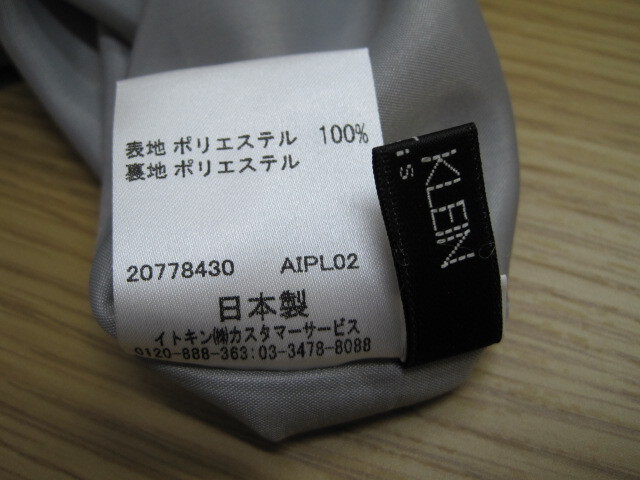 表地 ポリエステル 100%
裏地 ポリエステル
20778430 AIPL02
日本製
イトキン(株)カスタマーサービス
0120-888-363:03-3478-8088
KLEIN
is